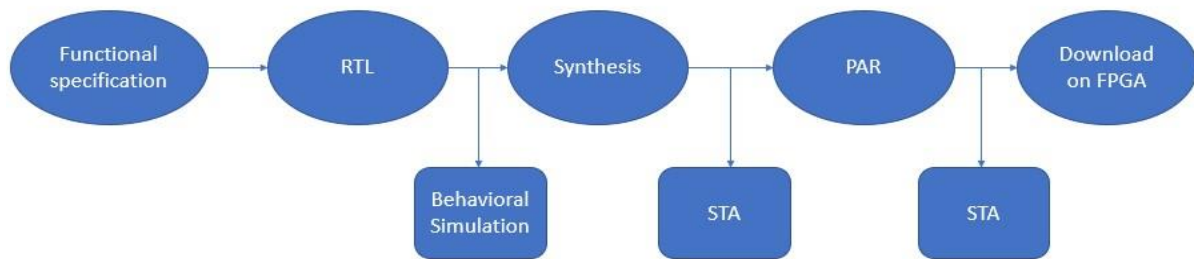 Functional
specification
RTL
Synthesis
PAR
Download
on FPGA
Behavioral
Simulation
STA
STA